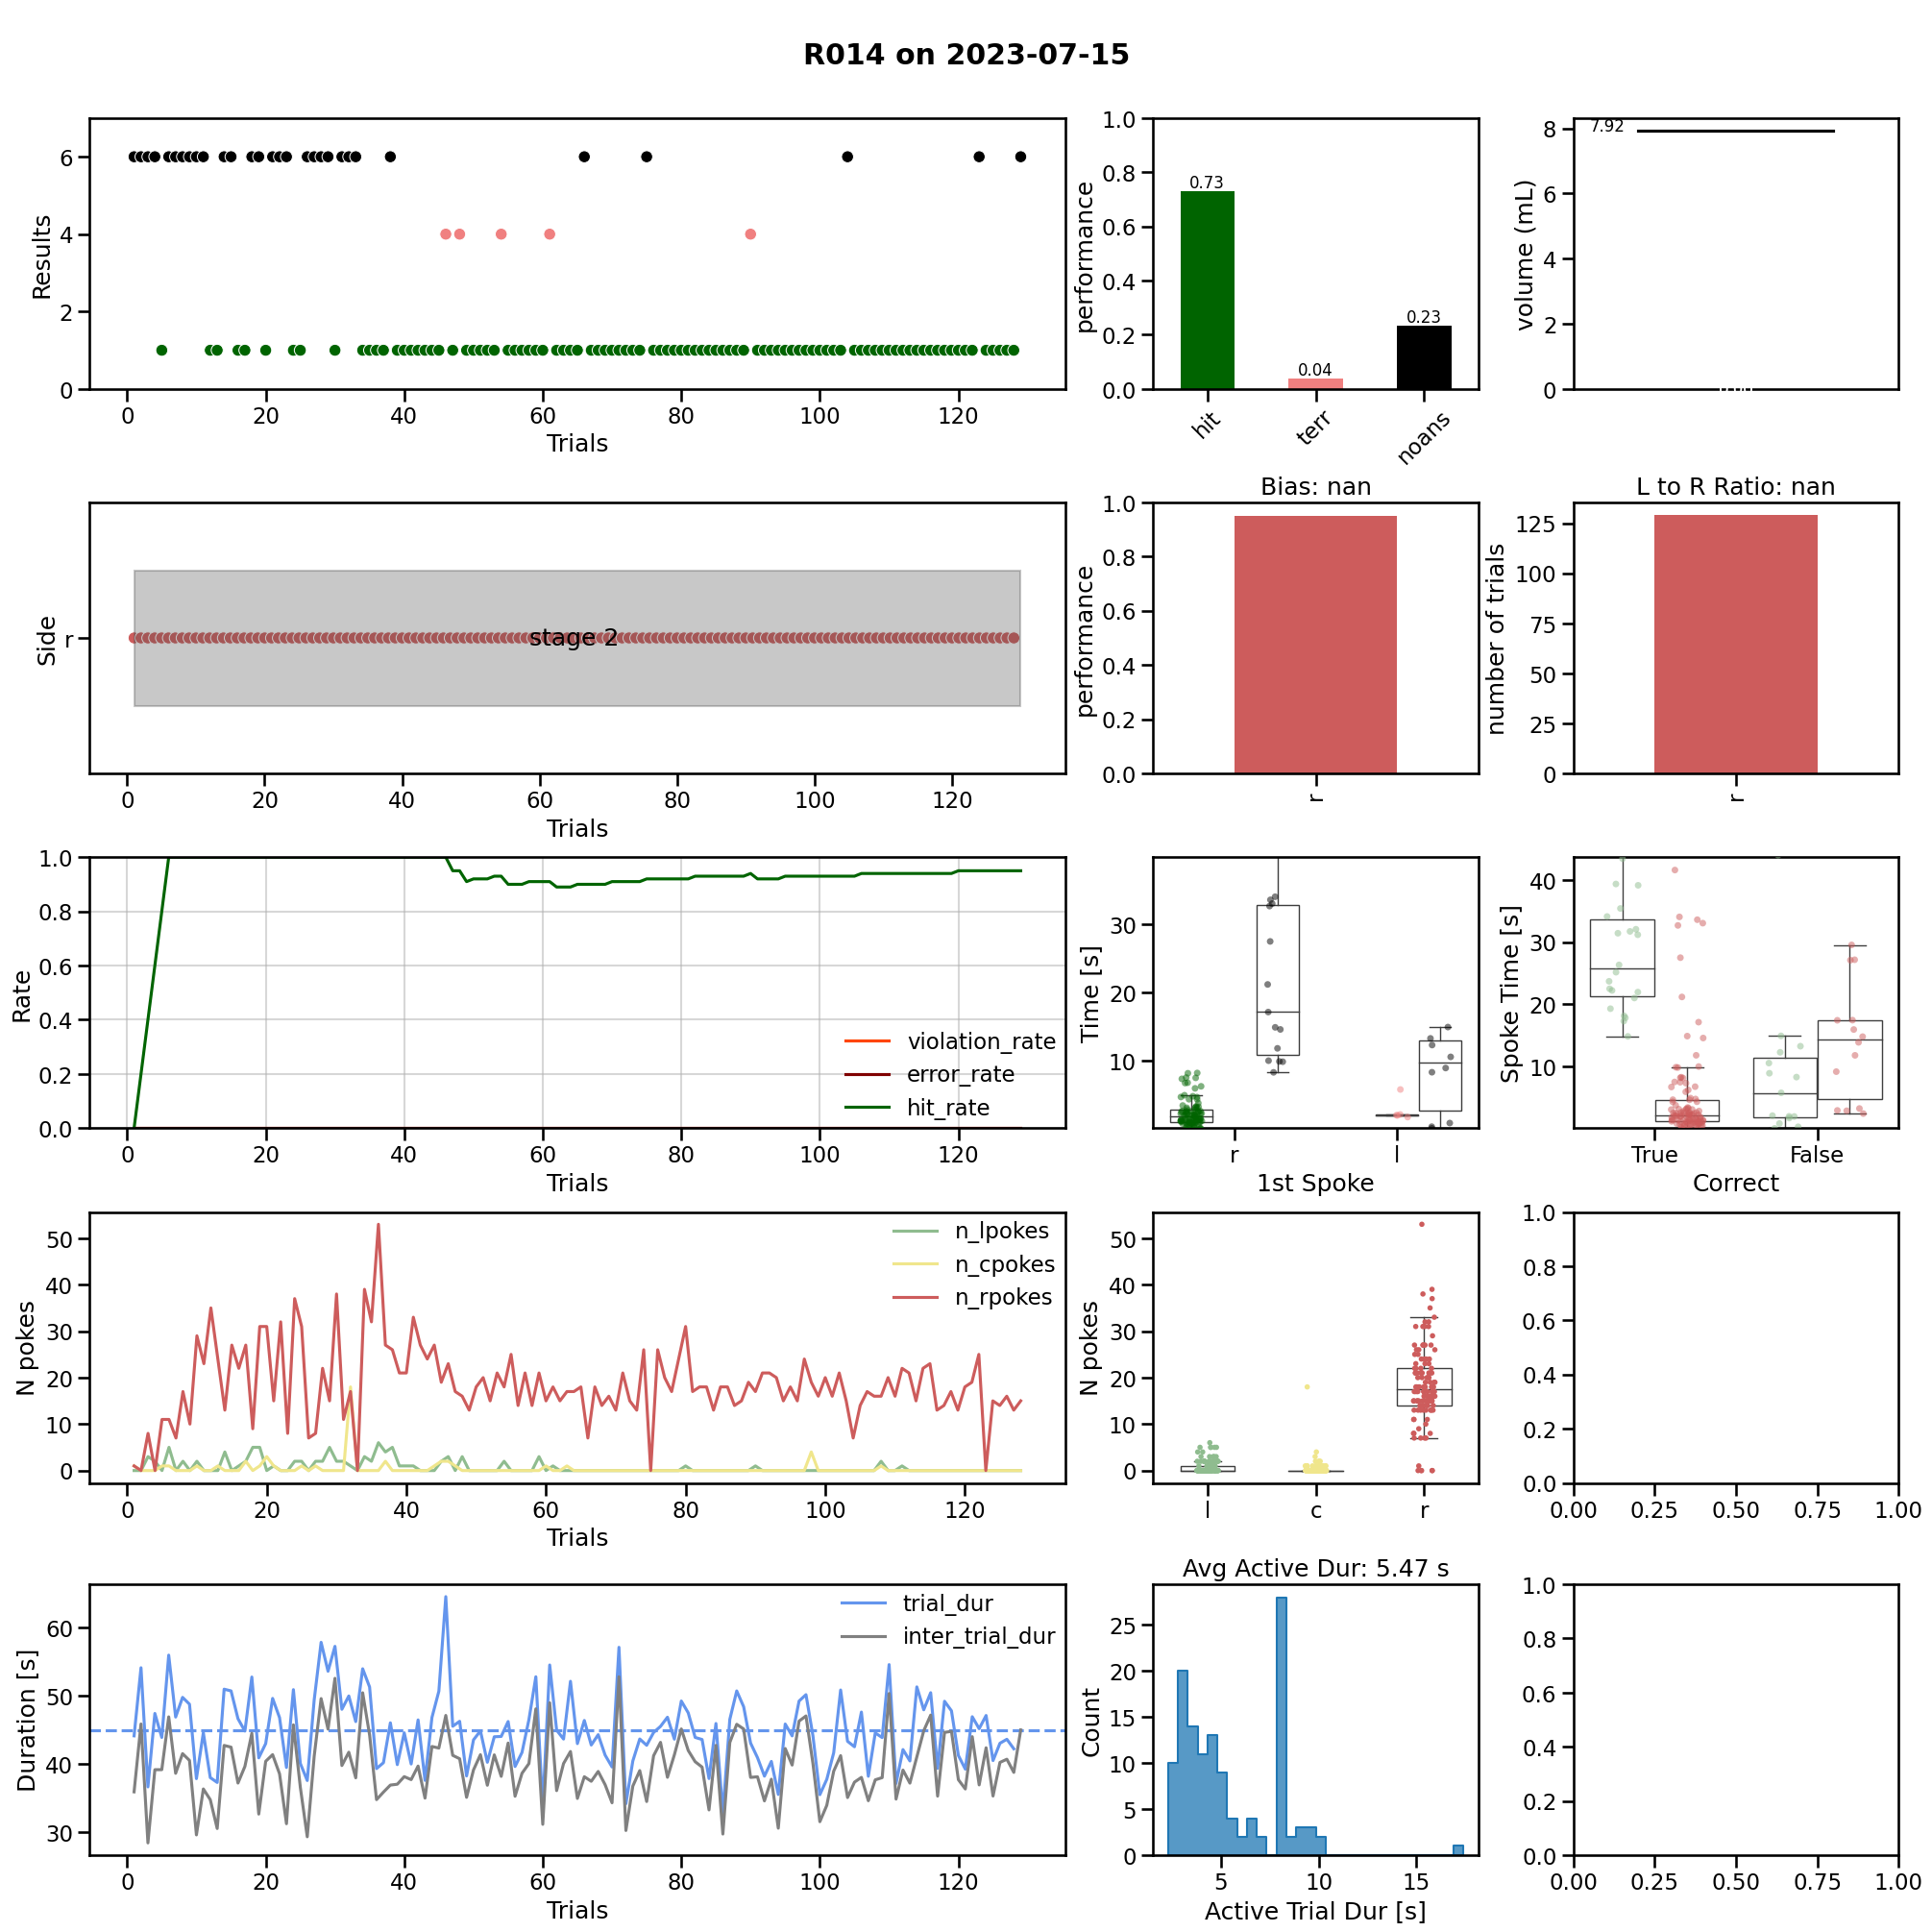 R014 on 2023-07-15
Results
6
4
2
0
0 20 40 60 80 100 120
Trials
performance
1.0
0.8
0.6
0.4
0.2
0.0
0.73
0.04
0.23
hit terr noans
volume (mL)
8
6
4
2
0
7.92
Side
r
stage 2
0 20 40 60 80 100 120
Trials
Bias: nan
performance
1.0
0.8
0.6
0.4
0.2
0.0
r
L to R Ratio: nan
number of trials
125
100
75
50
25
0
r
Rate
1.0
0.8
0.6
0.4
0.2
0.0
violation_rate
error_rate
hit_rate
0 20 40 60 80 100 120
Trials
Time [s]
30
20
10
r l
1st Spoke
Spoke Time [s]
40
30
20
10
True False
Correct
N pokes
50
40
30
20
10
0
n_lpokes
n_cpokes
n_rpokes
0 20 40 60 80 100 120
Trials
N pokes
50
40
30
20
10
0
l c r
1.0
0.8
0.6
0.4
0.2
0.0
0.00 0.25 0.50 0.75 1.00
Duration [s]
60
50
40
30
trial_dur
inter_trial_dur
0 20 40 60 80 100 120
Trials
Avg Active Dur: 5.47 s
Count
25
20
15
10
5
0
5 10 15
Active Trial Dur [s]
1.0
0.8
0.6
0.4
0.2
0.0
0.00 0.25 0.50 0.75 1.00